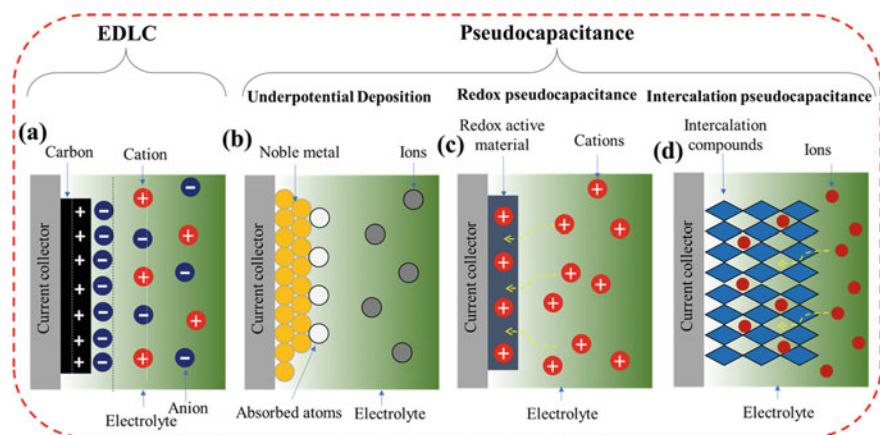 EDLC
Pseudocapacitance
Underpotential Deposition
Redox pseudocapacitance
Intercalation pseudocapacitance
(a)
Carbon
Cation
Current collector
+
+
+
+
+
+
+
−
−
−
−
−
−
−
+
−
+
−
+
−
+
−
+
−
Electrolyte
Anion
(b)
Noble metal
Ions
Current collector
Absorbed atoms
Electrolyte
(c)
Redox active
material
Cations
Current collector
+
+
+
+
+
+
+
+
+
+
+
+
+
+
Electrolyte
(d)
Intercalation
compounds
Ions
Current collector
Electrolyte